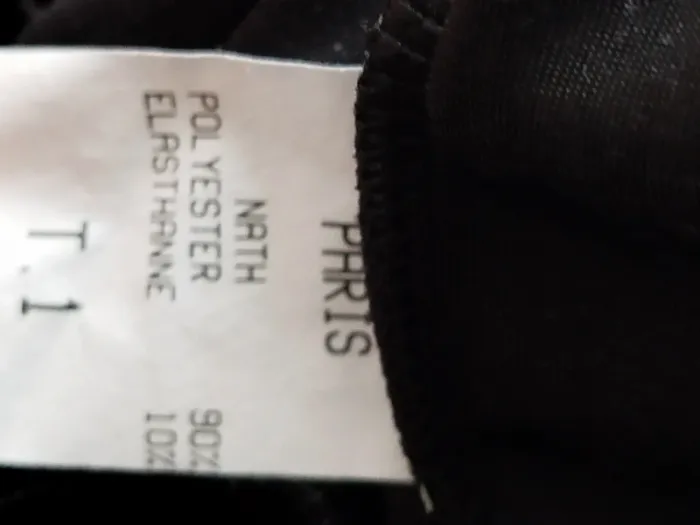 PARIS
NATH
POLYESTER 90%
ELASTHANNE 10%
T.1